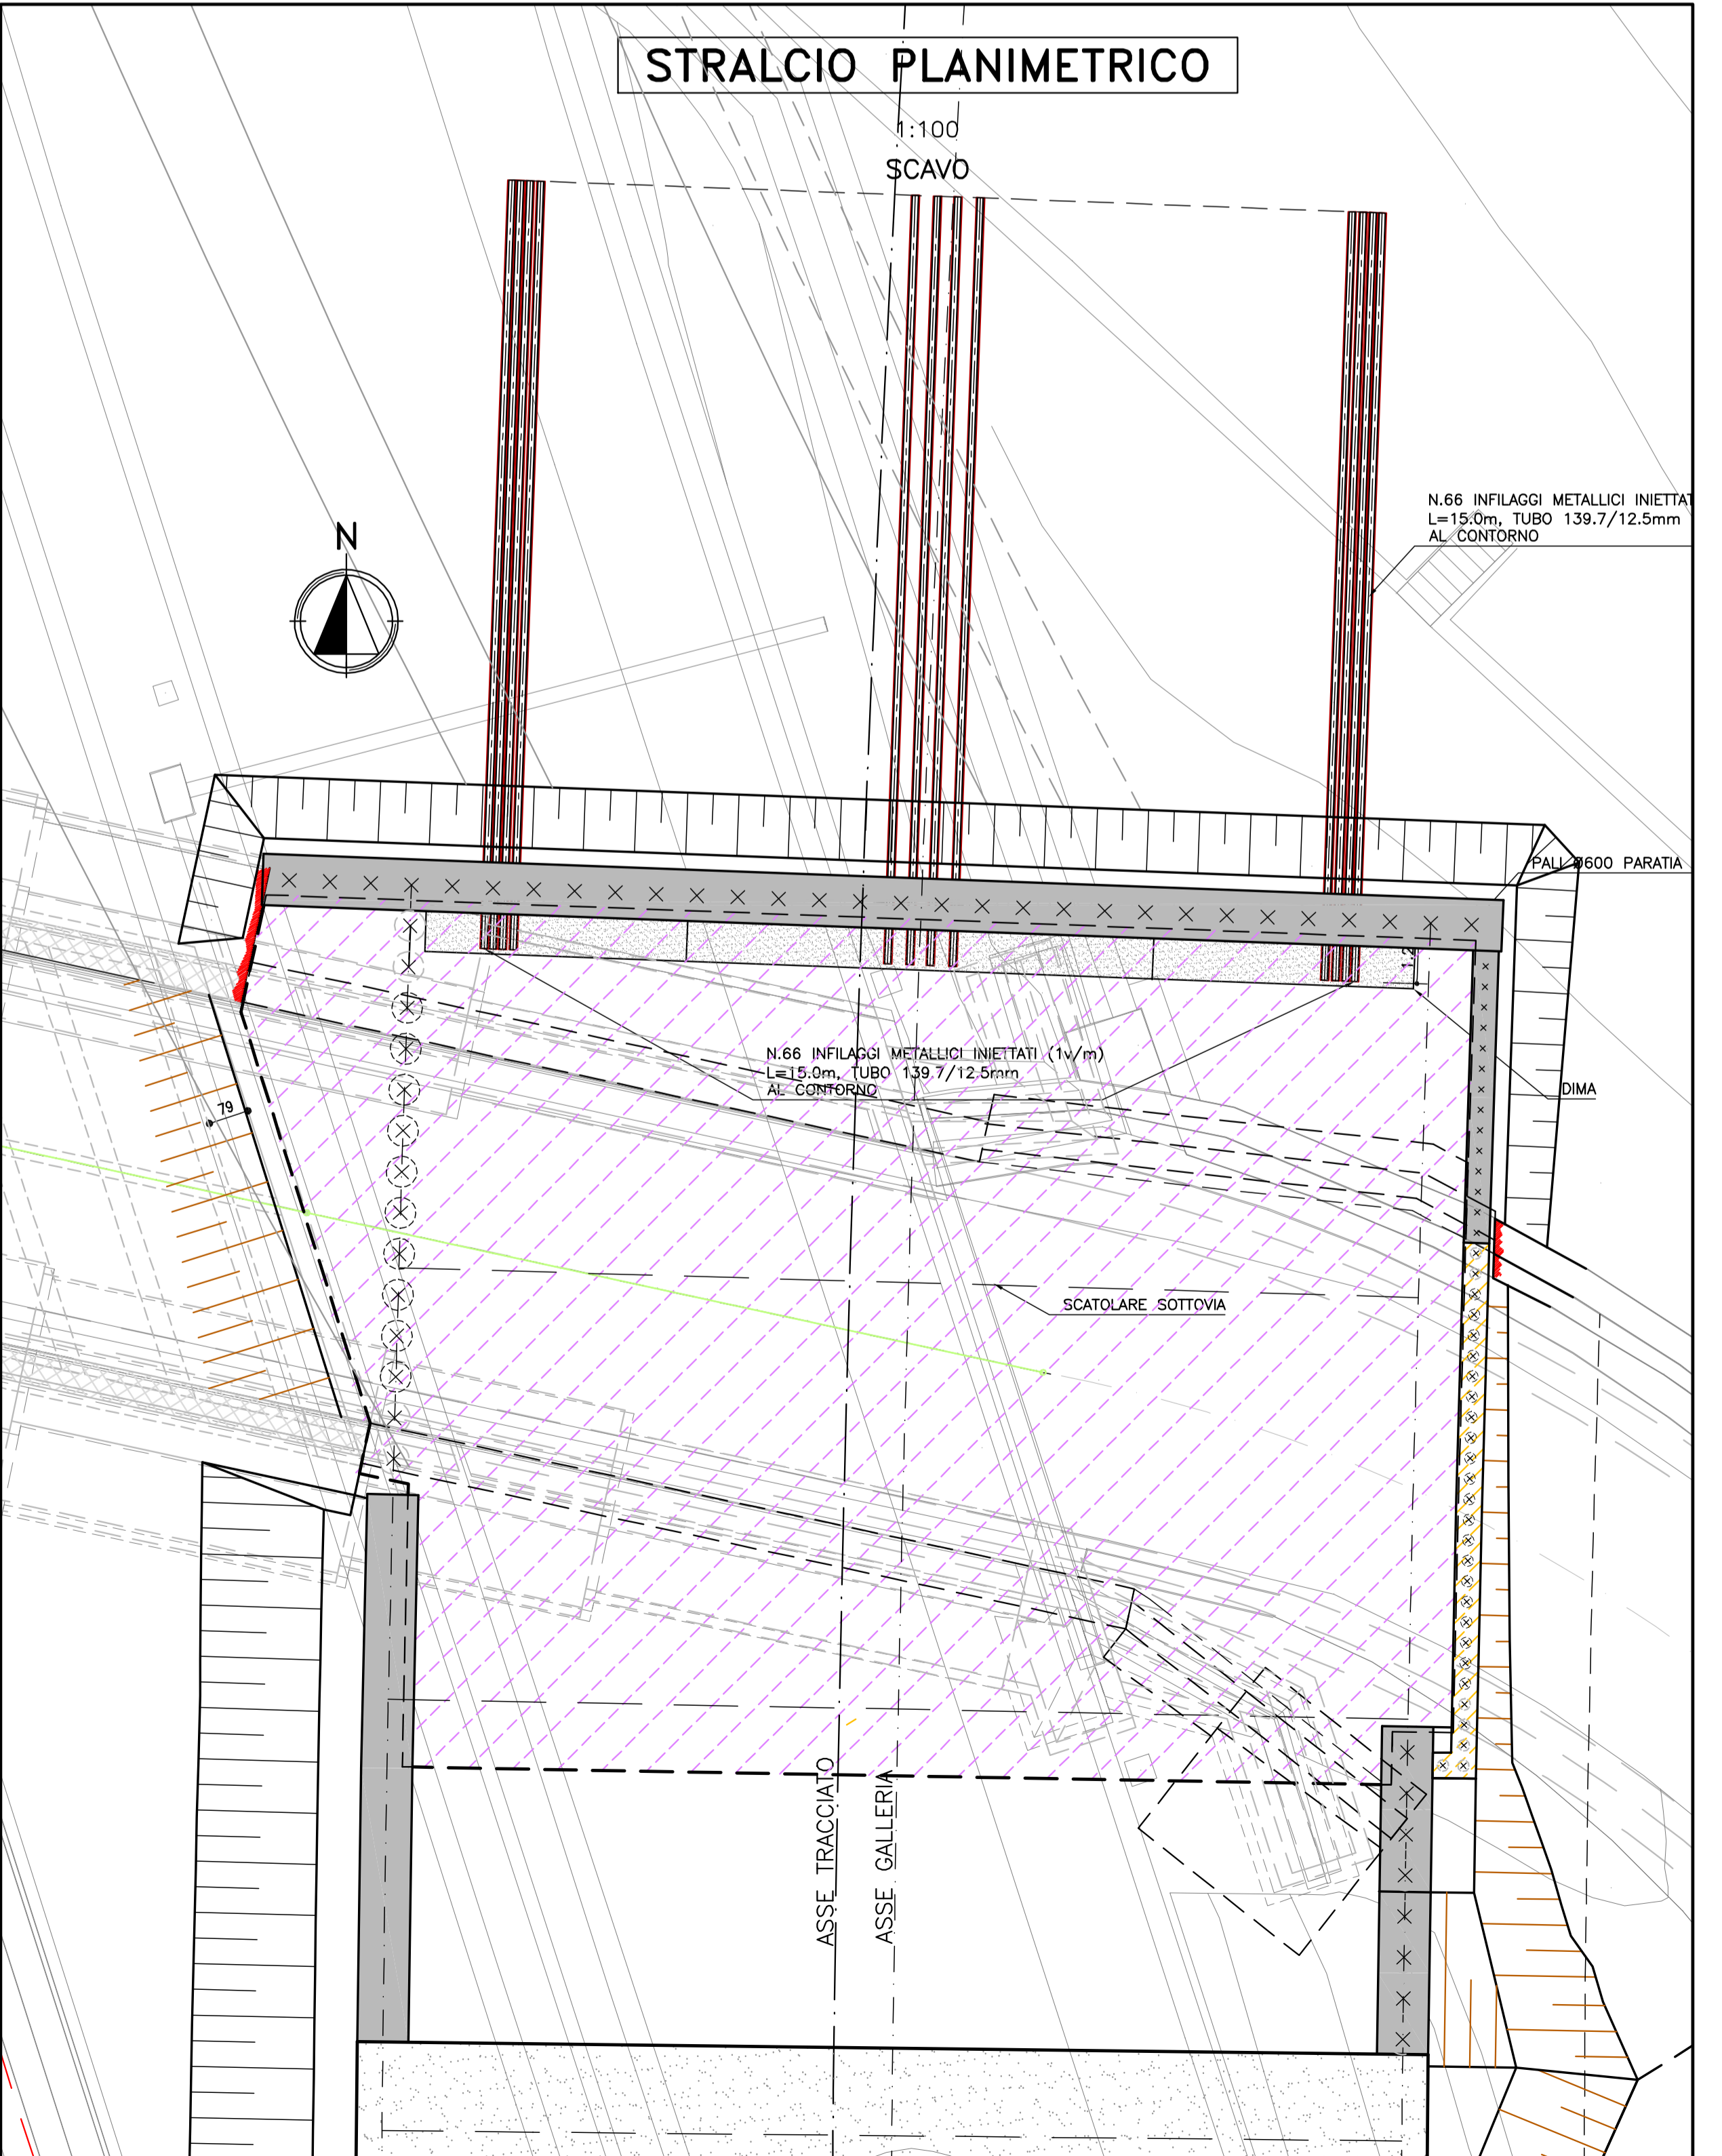 STRALCIO PLANIMETRICO
1:100
SCAVO
N
N.66 INFILAGGI METALLICI INIETTAT
L=15.0m, TUBO 139.7/12.5mm
AL CONTORNO
PALI Ø600 PARATIA
1.2
N.66 INFILAGGI METALLICI INIETTATI (1v/m)
L=15.0m, TUBO 139.7/12.5mm
AL CONTORNO
DIMA
79
SCATOLARE SOTTOVIA
ASSE TRACCIATO
ASSE GALLERIA